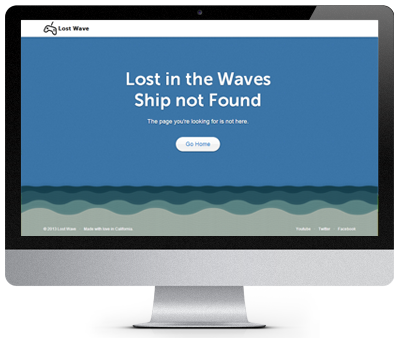 Lost Wave
Lost in the Waves
Ship not Found
The page you're looking for is not here.
Go Home
© 2013 Lost Wave Made with love in California. Youtube Twitter Facebook